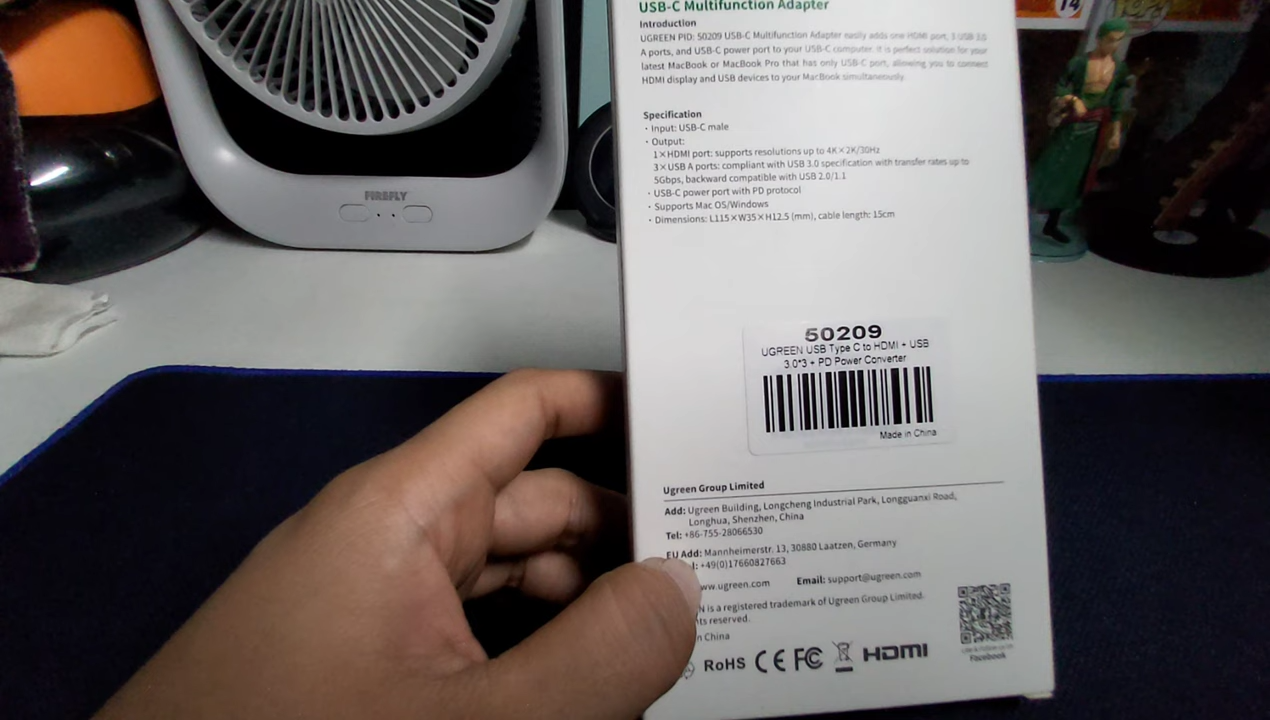 USB-C Multifunction Adapter
Introduction
UGREEN PID: 50209 USB-C Multifunction Adapter easily adds one HDMI port, 3 USB 3.0
A ports, and USB-C power port to your USB-C computer. It is perfect solution for your
latest MacBook or MacBook Pro that has only USB-C port, allowing you to connect
HDMI display and USB devices to your MacBook simultaneously.
Specification
· Input: USB-C male
· Output:
1×HDMI port: supports resolutions up to 4K×2K/30Hz
3×USB A ports: compliant with USB 3.0 specification with transfer rates up to
5Gbps, backward compatible with USB 2.0/1.1
· USB-C power port with PD protocol
· Supports Mac OS/Windows
· Dimensions: L115×W35×H12.5 (mm), cable length: 15cm
50209
UGREEN USB Type C to HDMI + USB
3.0*3 + PD Power Converter
Made in China
Ugreen Group Limited
Add: Ugreen Building, Longcheng Industrial Park, Longguanxi Road,
Longhua, Shenzhen, China
Tel: +86-755-28066530
EU Add: Mannheimerstr. 13, 30880 Laatzen, Germany
l: +49(0)17660827663
ww.ugreen.com Email: support@ugreen.com
N is a registered trademark of Ugreen Group Limited.
ts reserved.
n China
RoHS CE FC HDMI
Facebook
FIREFLY
14